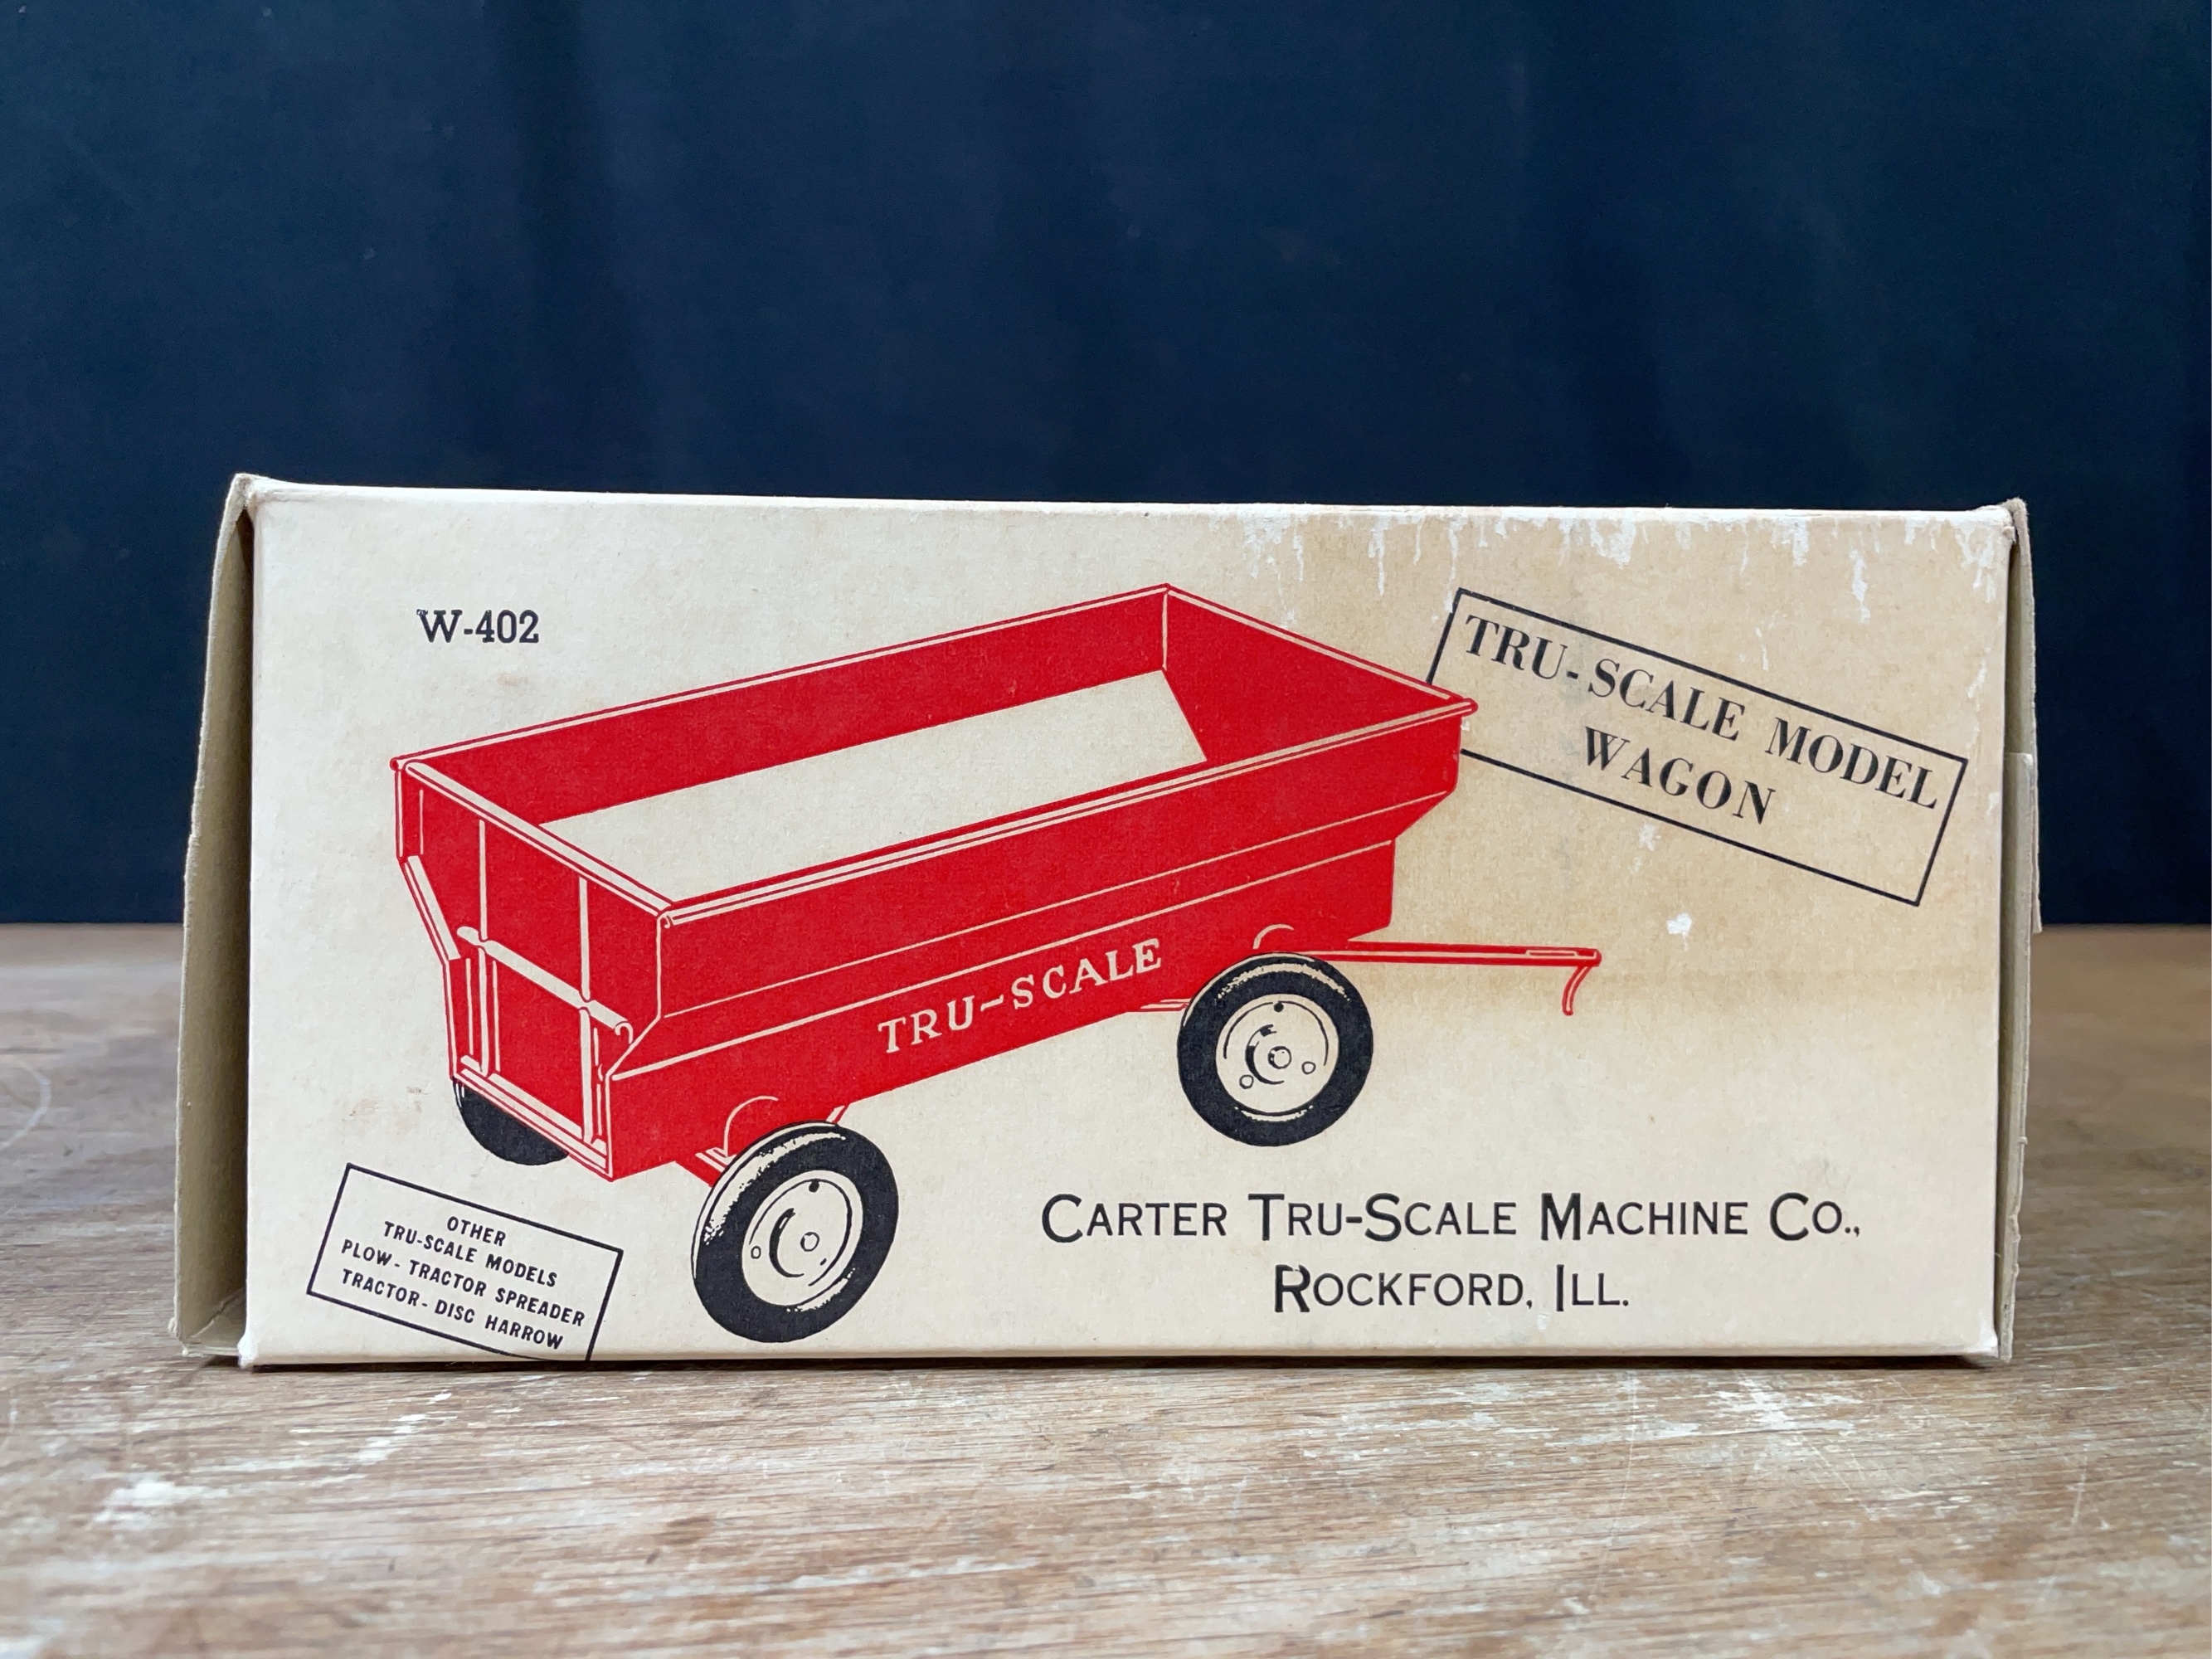 W-402
TRU-SCALE MODEL
WAGON
TRU-SCALE
OTHER
TRU-SCALE MODELS
PLOW - TRACTOR SPREADER
TRACTOR - DISC HARROW
CARTER TRU-SCALE MACHINE CO.,
ROCKFORD, ILL.